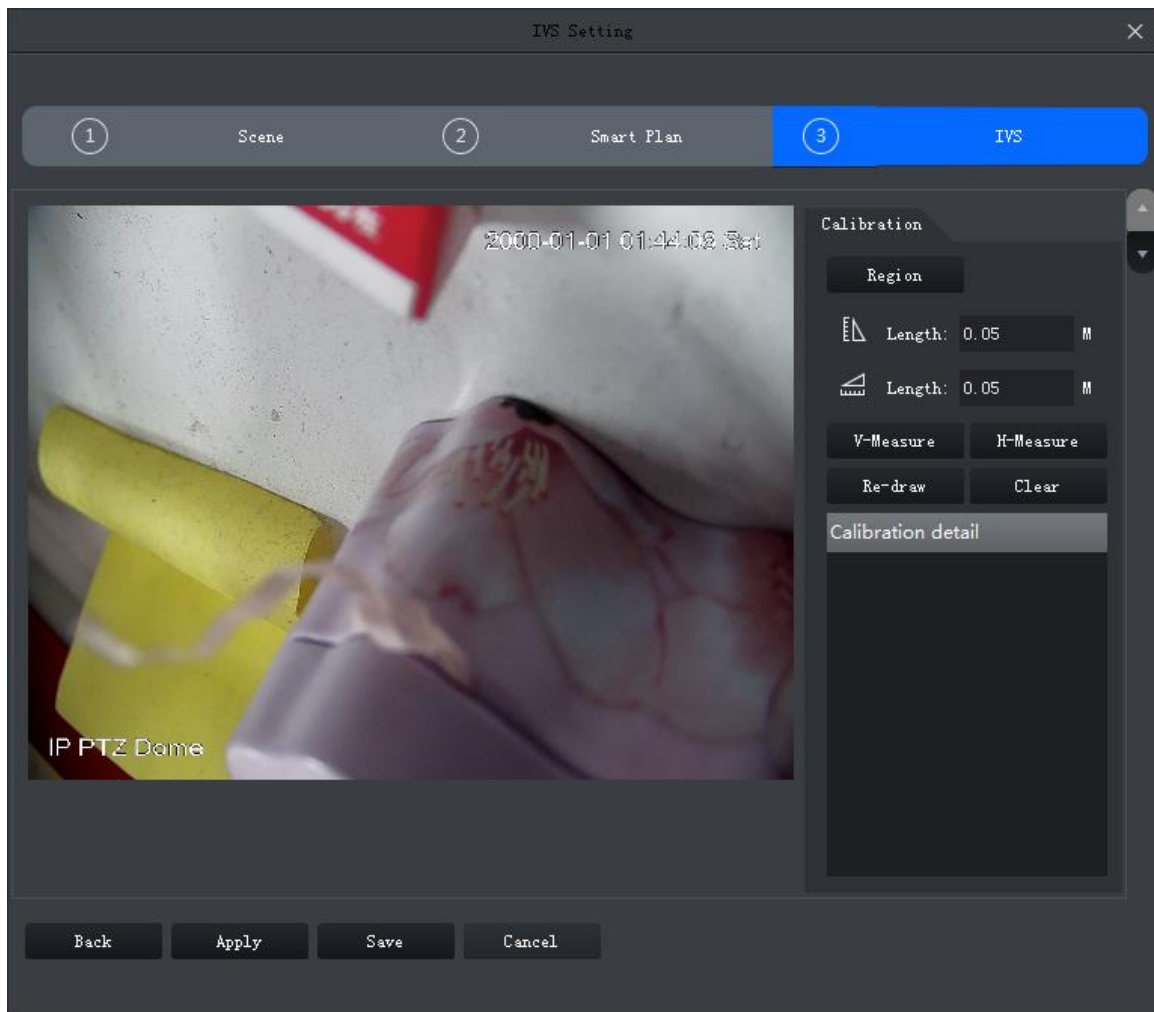 IVS Setting
1 Scene 2 Smart Plan 3 IVS
2000-01-01 01:44:08 Sat
Calibration
Region
Length: 0.05 M
Length: 0.05 M
V-Measure H-Measure
Re-draw Clear
Calibration detail
IP PTZ Dome
Back Apply Save Cancel